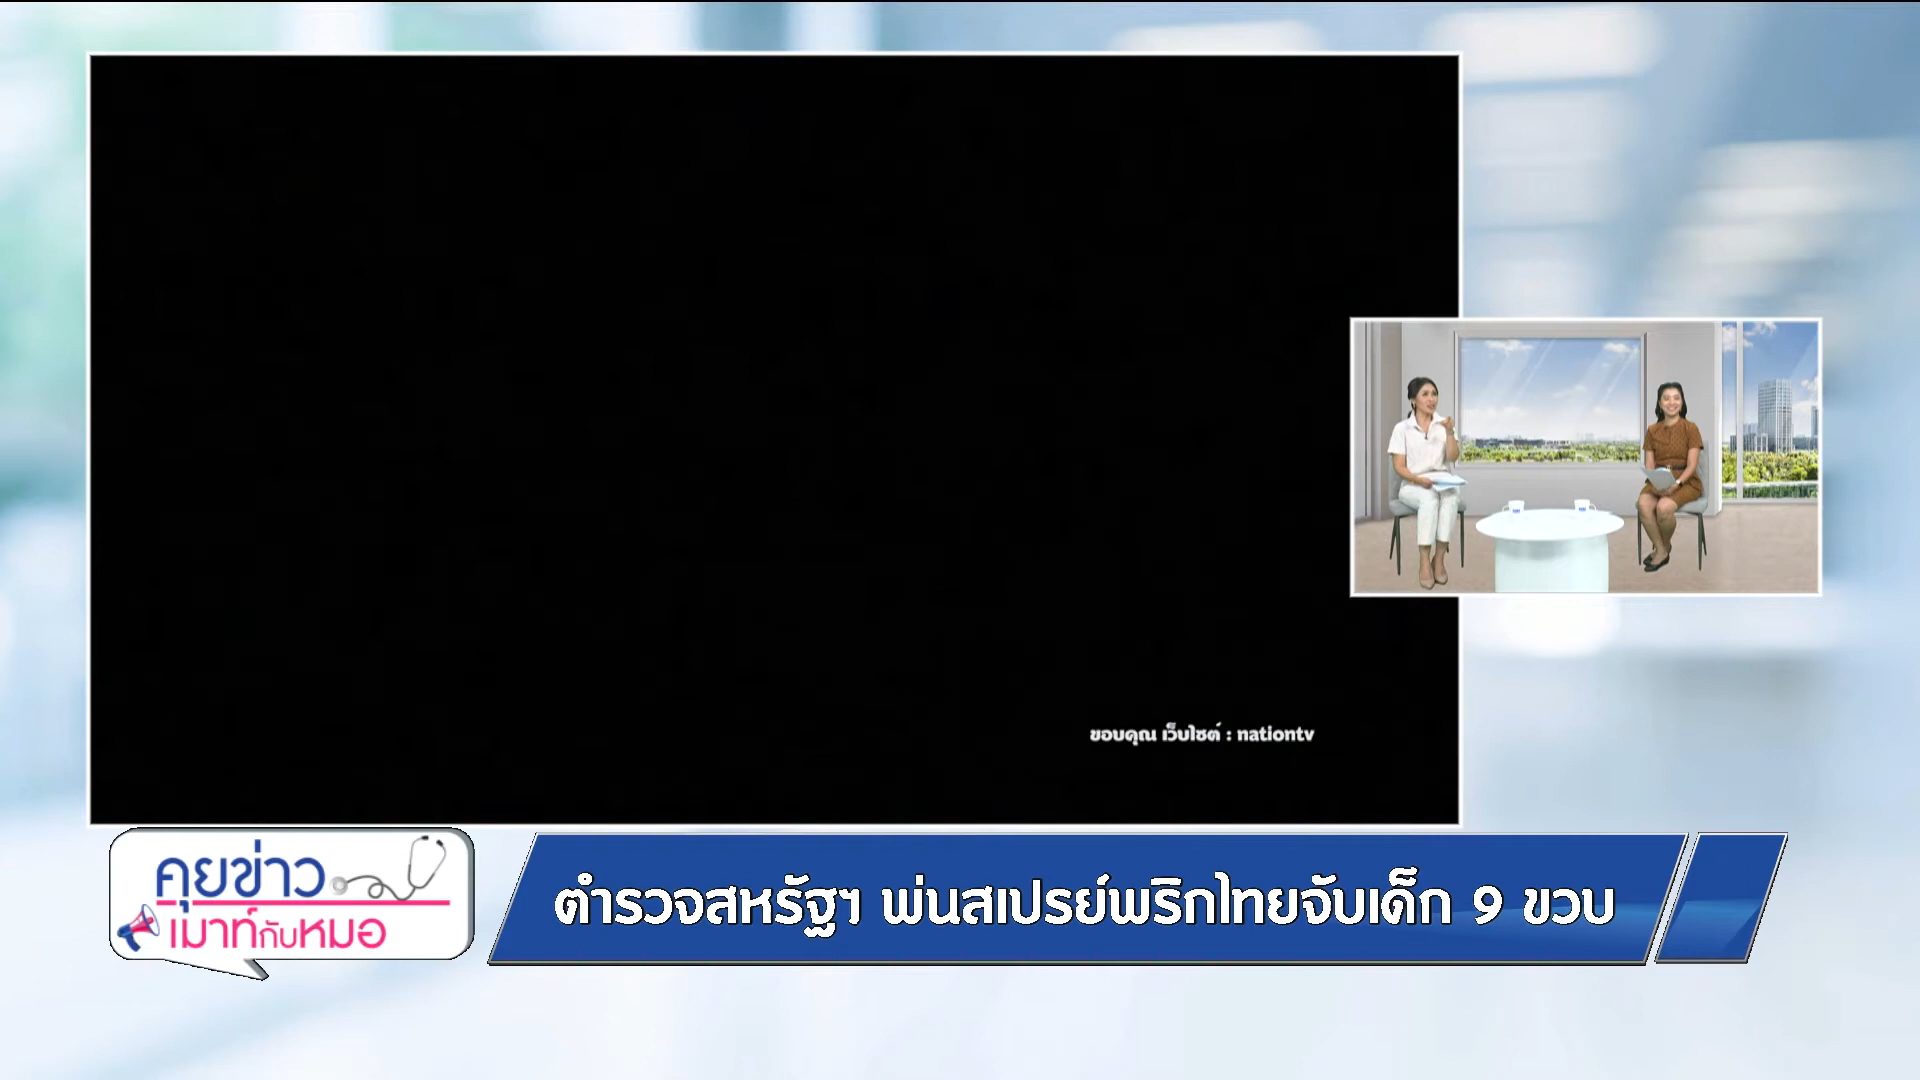 ขอบคุณ เว็บไซต์ : nationtv
คุยข่าว
เมาท์กับหมอ
ตำรวจสหรัฐฯ พ่นสเปรย์พริกไทยจับเด็ก 9 ขวบ